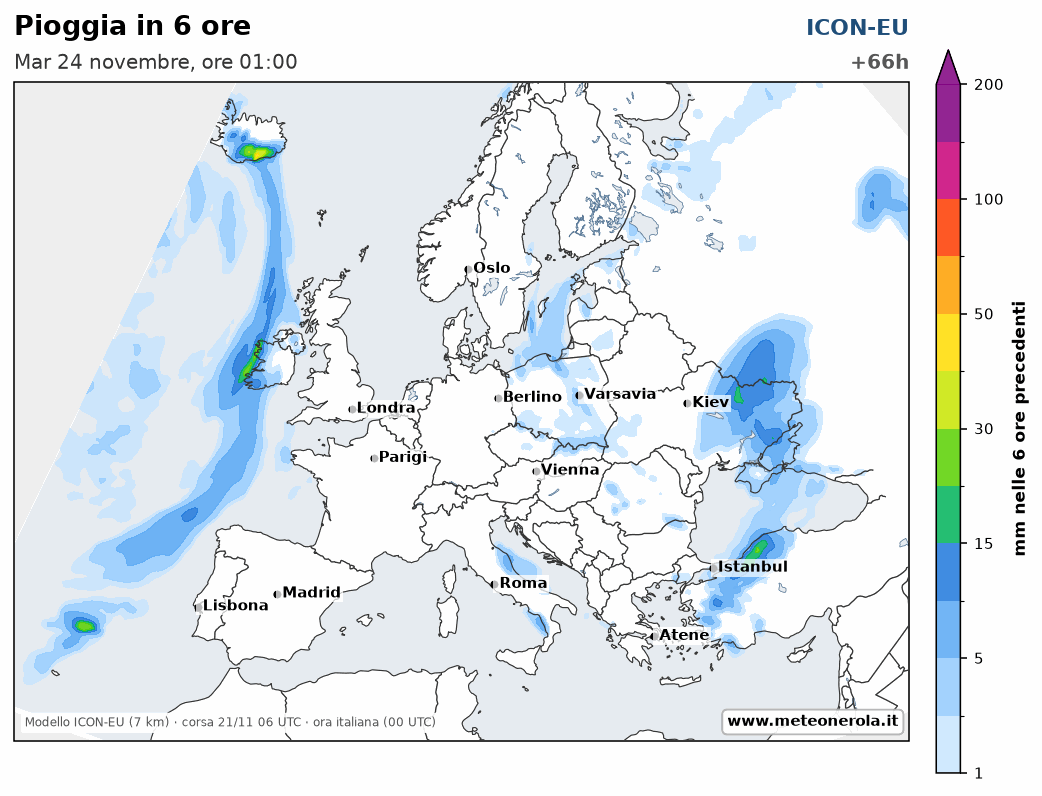 Pioggia in 6 ore
ICON-EU
Mar 24 novembre, ore 01:00
+66h
Oslo
Berlino
Varsavia
Kiev
Londra
Parigi
Vienna
Istanbul
Roma
Madrid
Lisbona
Atene
Modello ICON-EU (7 km) · corsa 21/11 06 UTC · ora italiana (00 UTC)
www.meteonerola.it
200
100
50
30
15
5
1
mm nelle 6 ore precedenti